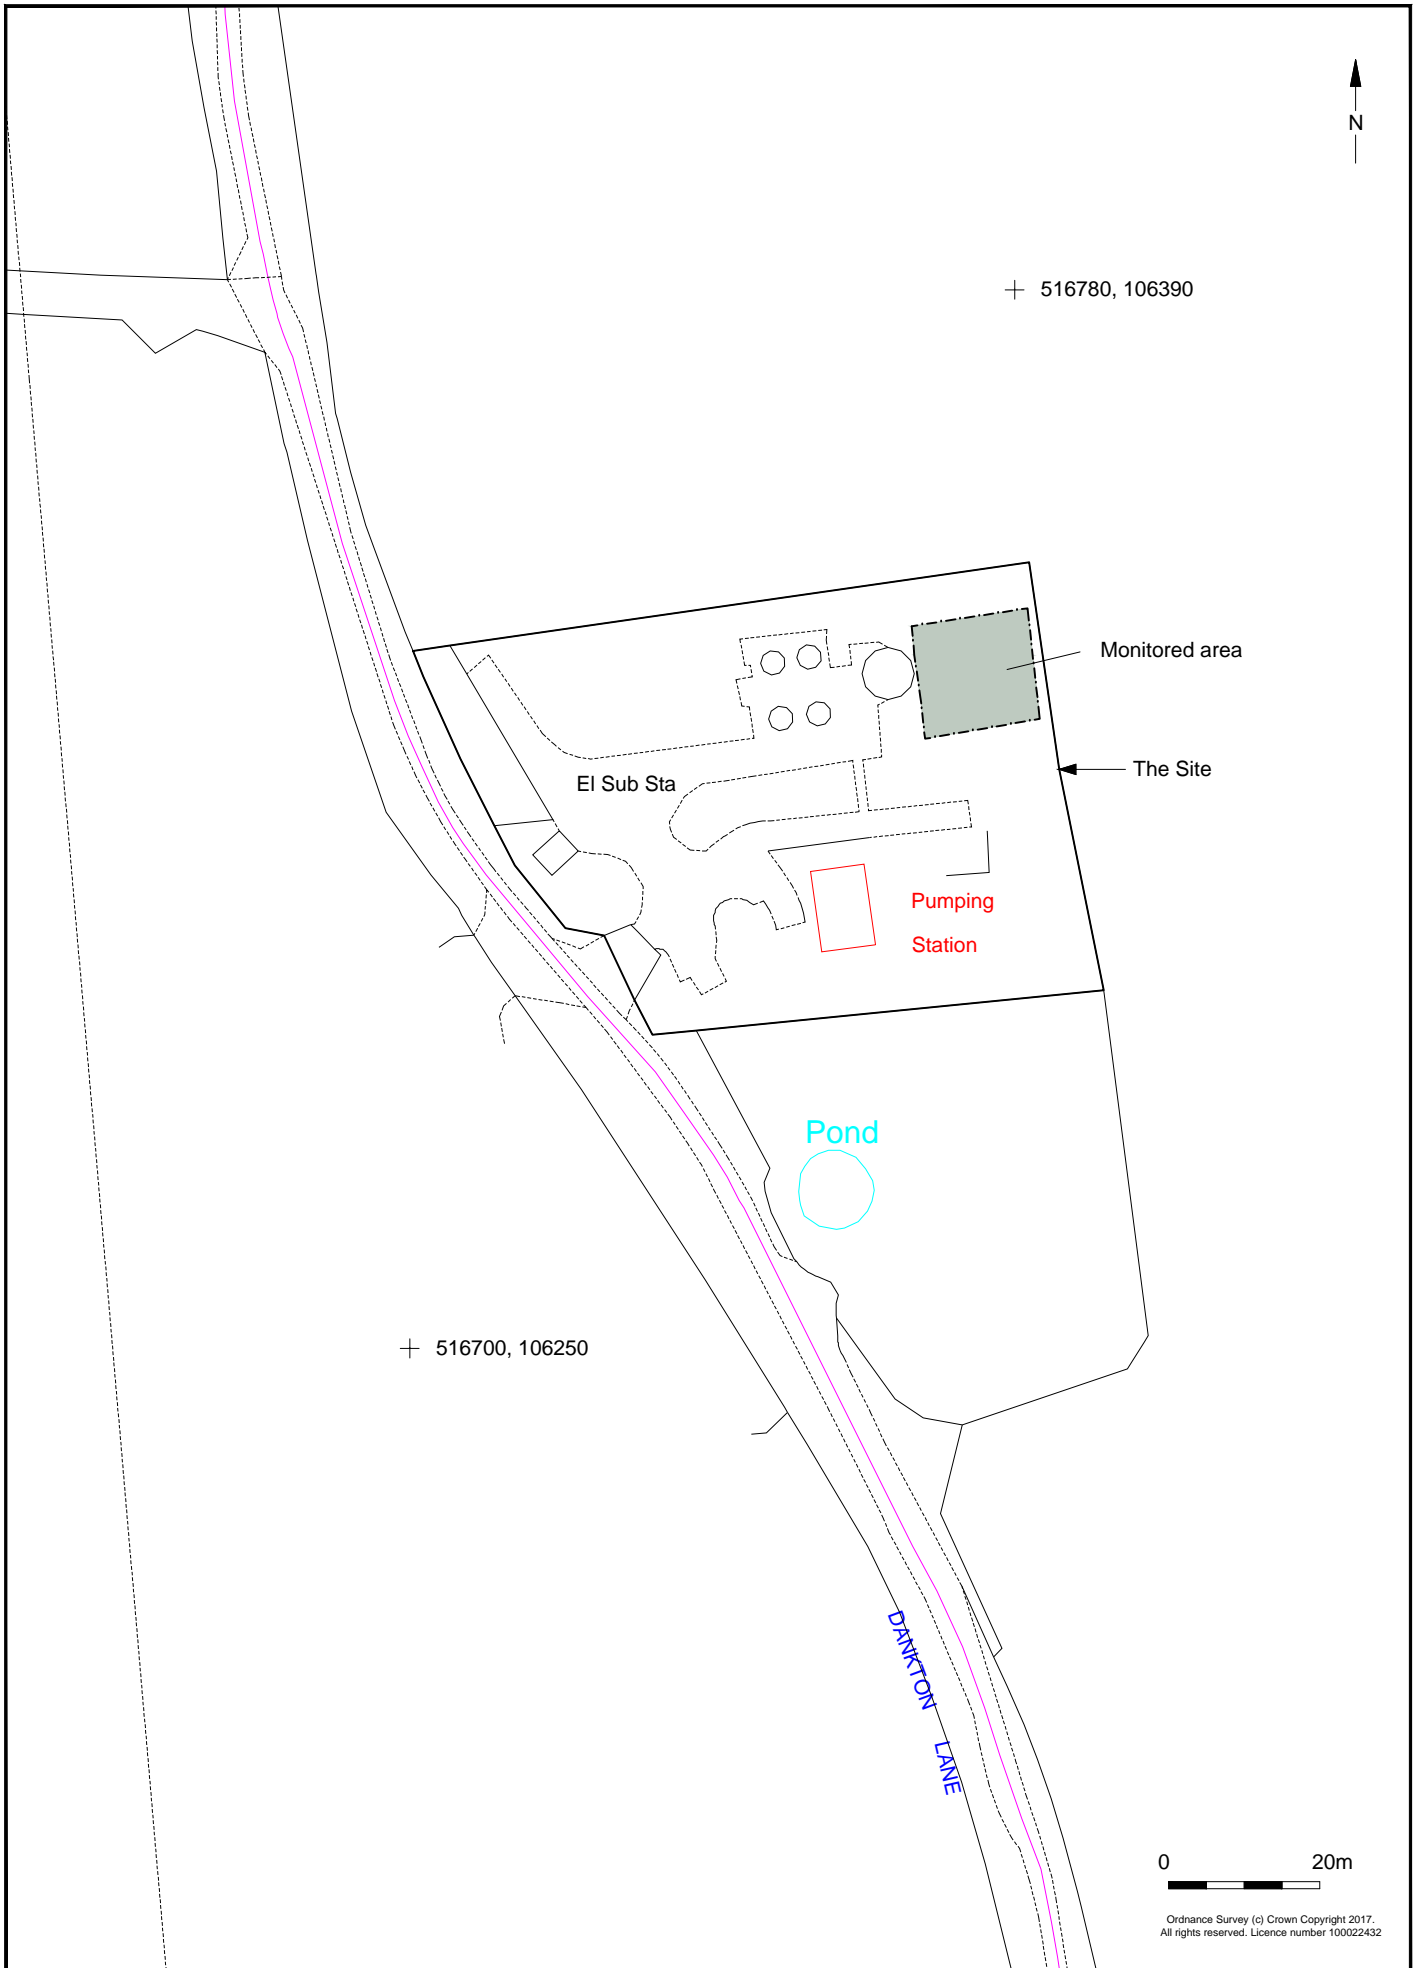 N
516780, 106390
Monitored area
The Site
El Sub Sta
Pumping
Station
Pond
516700, 106250
DANKTON LANE
0 20m
Ordnance Survey (c) Crown Copyright 2017.
All rights reserved. Licence number 100022432